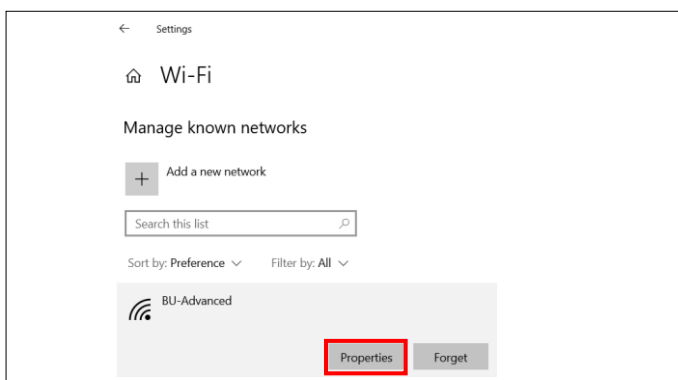 Settings
Wi-Fi
Manage known networks
Add a new network
Search this list
Sort by: Preference Filter by: All
BU-Advanced
Properties Forget